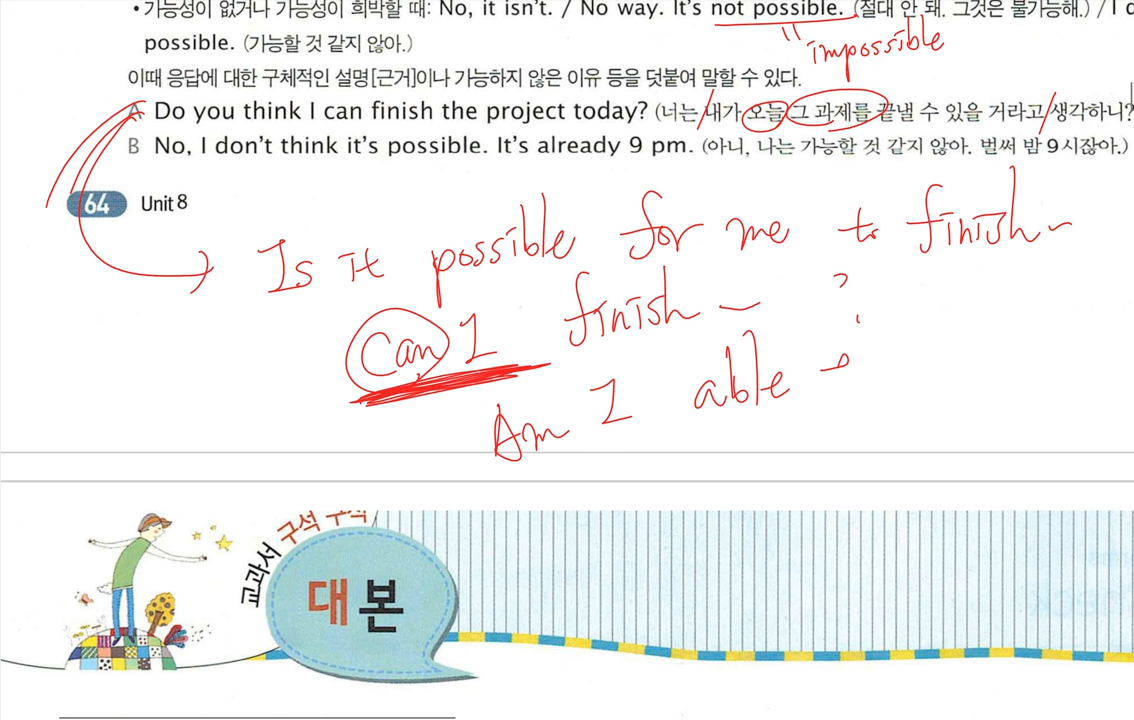 • 가능성이 없거나 가능성이 희박할 때: No, it isn't. / No way. It's not possible. (절대 안 돼. 그것은 불가능해.) / I d
impossible
possible. (가능할 것 같지 않아.)
이때 응답에 대한 구체적인 설명[근거]이나 가능하지 않은 이유 등을 덧붙여 말할 수 있다.
A Do you think I can finish the project today? (너는 내가 오늘 그 과제를 끝낼 수 있을 거라고 생각하니?
B No, I don't think it's possible. It's already 9 pm. (아니, 나는 가능할 것 같지 않아. 벌써 밤 9시잖아.)
64 Unit 8
Is it possible for me to finish ~
Can I finish ~ ?
Am I able ~
교과서 구석구석
대본